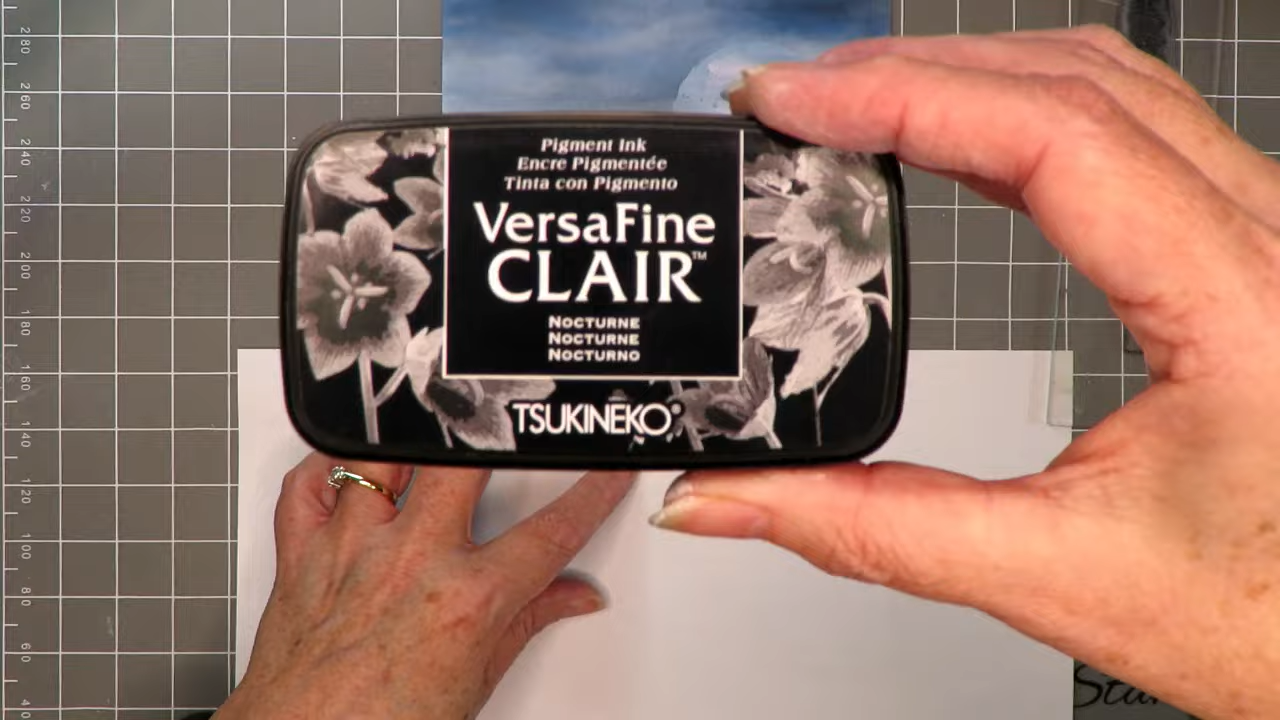 Pigment Ink
Encre Pigmentée
Tinta con Pigmento
VersaFine
CLAIR™
NOCTURNE
NOCTURNE
NOCTURNO
TSUKINEKO®
280
260
240
220
200
180
160
140
120
100
80
60
40